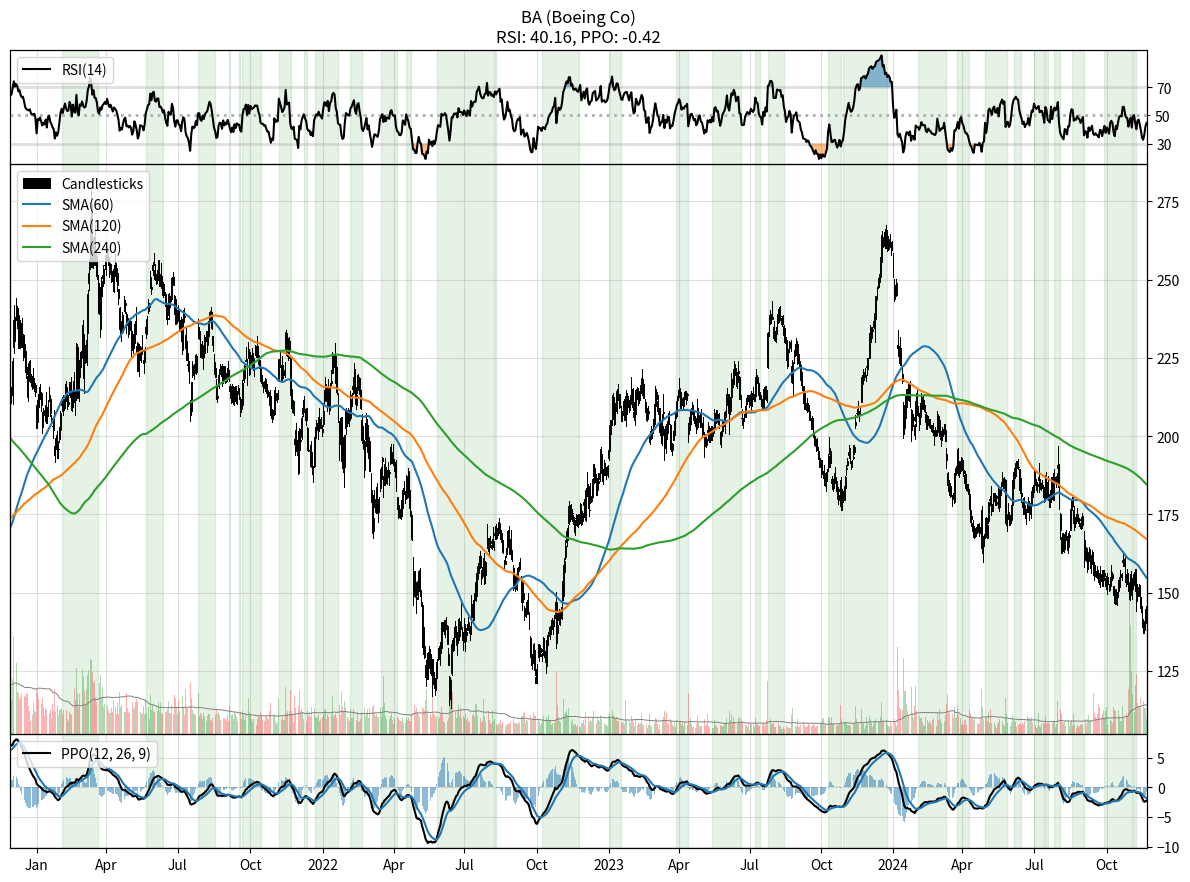 BA (Boeing Co)
RSI: 40.16, PPO: -0.42
RSI(14)
70
50
30
Candlesticks
SMA(60)
SMA(120)
SMA(240)
275
250
225
200
175
150
125
PPO(12, 26, 9)
5
0
−5
−10
Jan Apr Jul Oct 2022 Apr Jul Oct 2023 Apr Jul Oct 2024 Apr Jul Oct